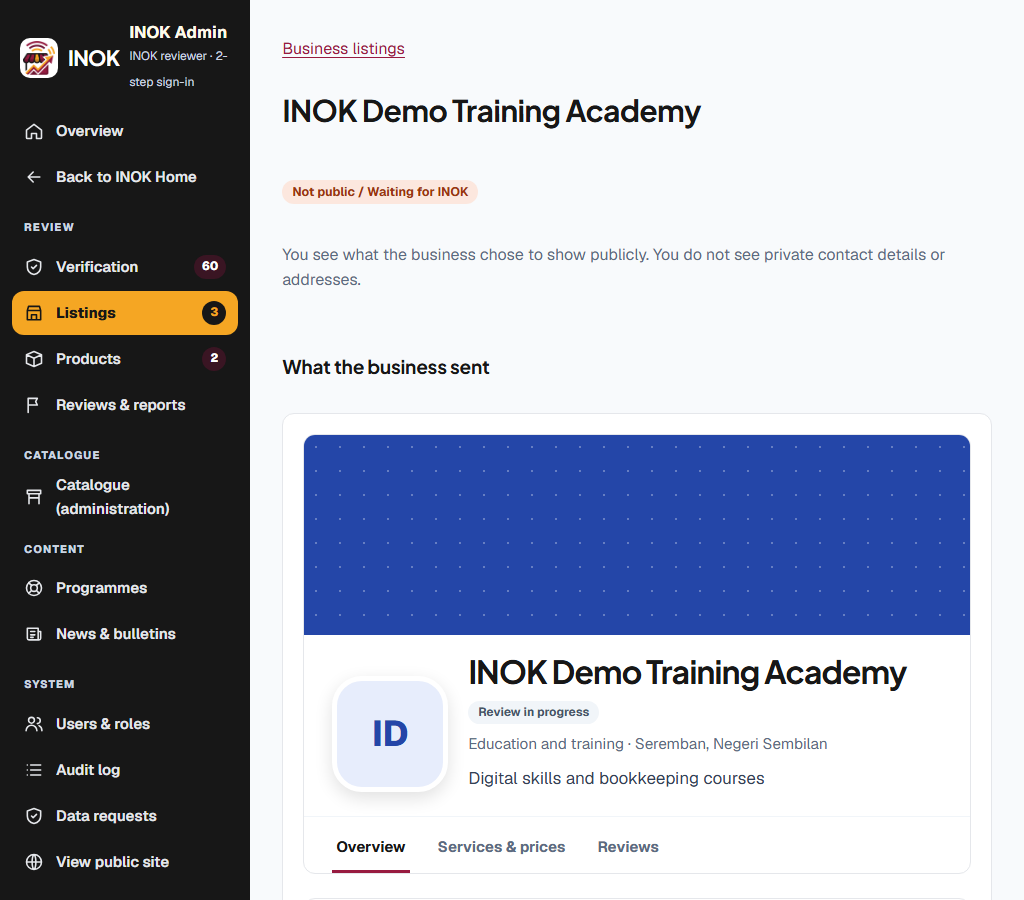 INOK
INOK Admin
INOK reviewer · 2-
step sign-in
Overview
Back to INOK Home
REVIEW
Verification 60
Listings 3
Products 2
Reviews & reports
CATALOGUE
Catalogue
(administration)
CONTENT
Programmes
News & bulletins
SYSTEM
Users & roles
Audit log
Data requests
View public site
Business listings
INOK Demo Training Academy
Not public / Waiting for INOK
You see what the business chose to show publicly. You do not see private contact details or
addresses.
What the business sent
ID
INOK Demo Training Academy
Review in progress
Education and training · Seremban, Negeri Sembilan
Digital skills and bookkeeping courses
Overview Services & prices Reviews